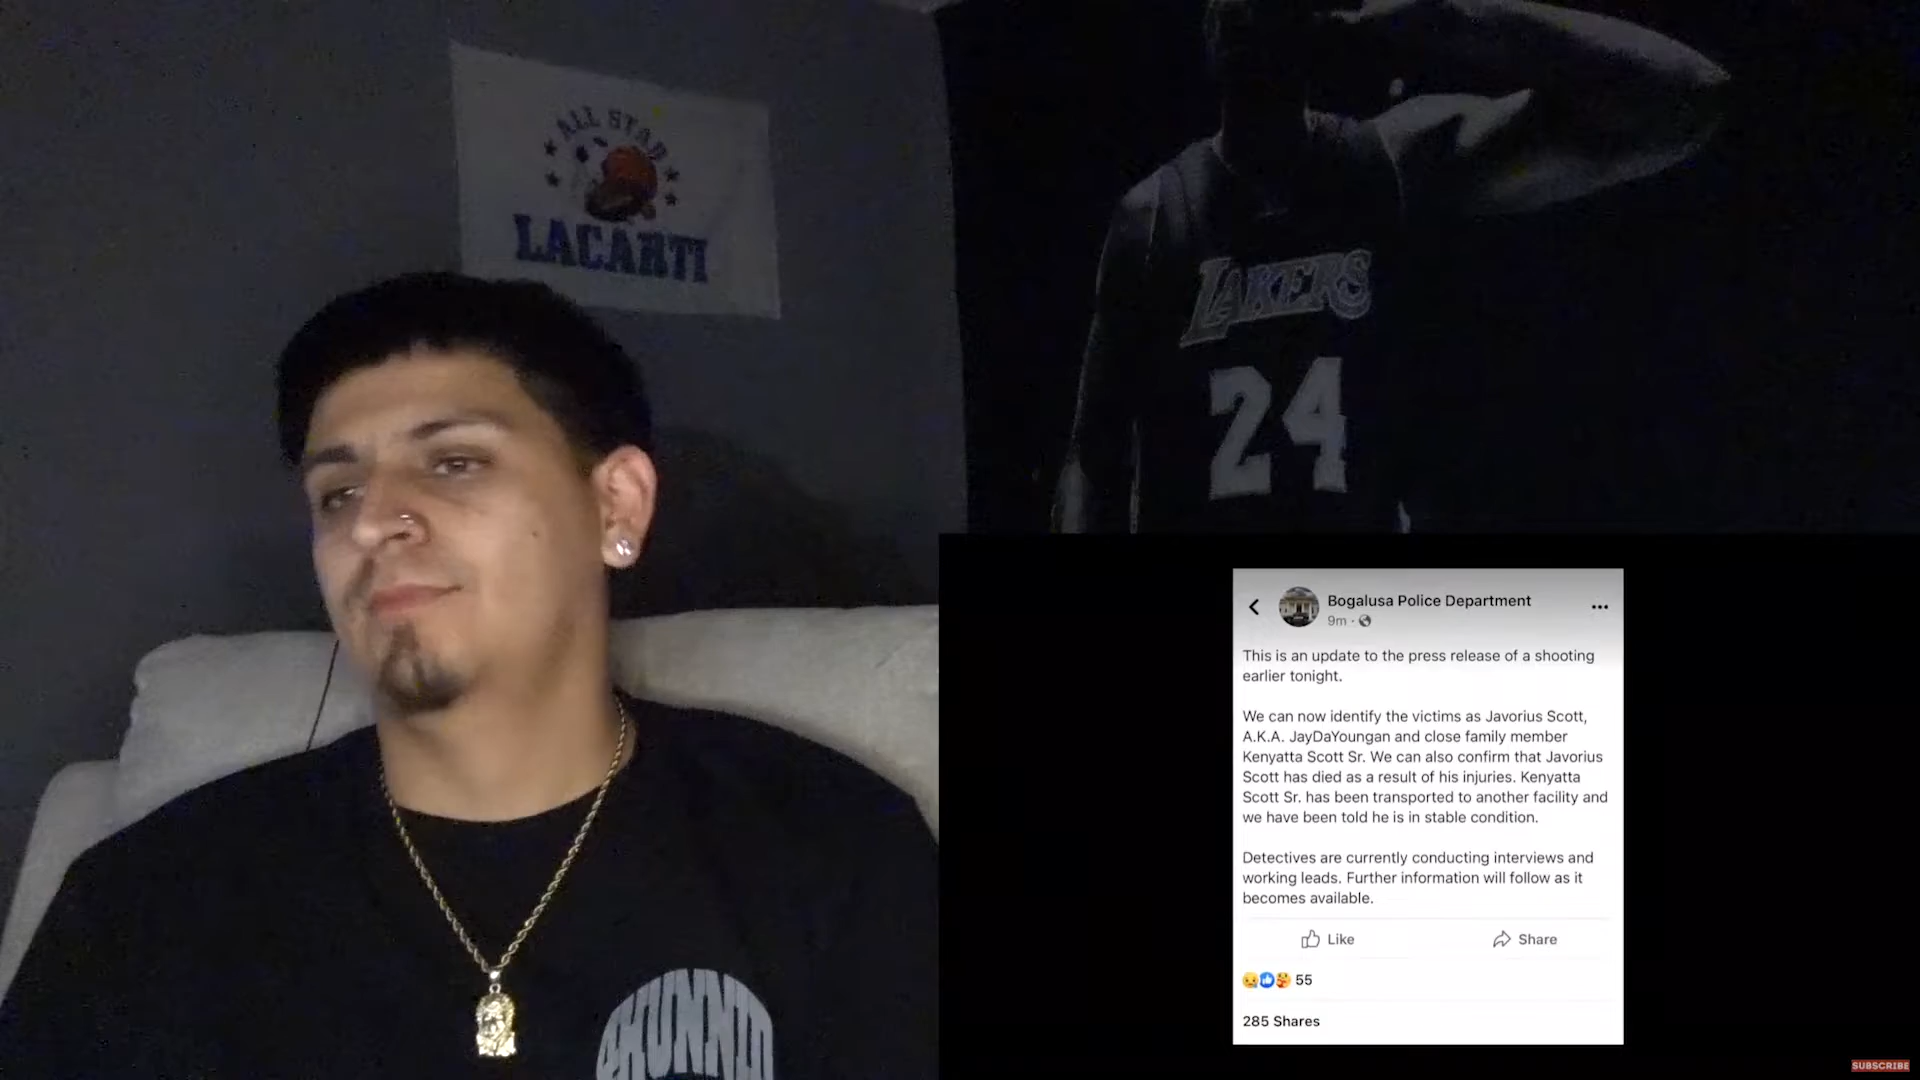 ALL STAR
LACARTI
LAKERS
24
Bogalusa Police Department
9m ·
This is an update to the press release of a shooting
earlier tonight.
We can now identify the victims as Javorius Scott,
A.K.A. JayDaYoungan and close family member
Kenyatta Scott Sr. We can also confirm that Javorius
Scott has died as a result of his injuries. Kenyatta
Scott Sr. has been transported to another facility and
we have been told he is in stable condition.
Detectives are currently conducting interviews and
working leads. Further information will follow as it
becomes available.
Like
Share
55
285 Shares
SUBSCRIBE